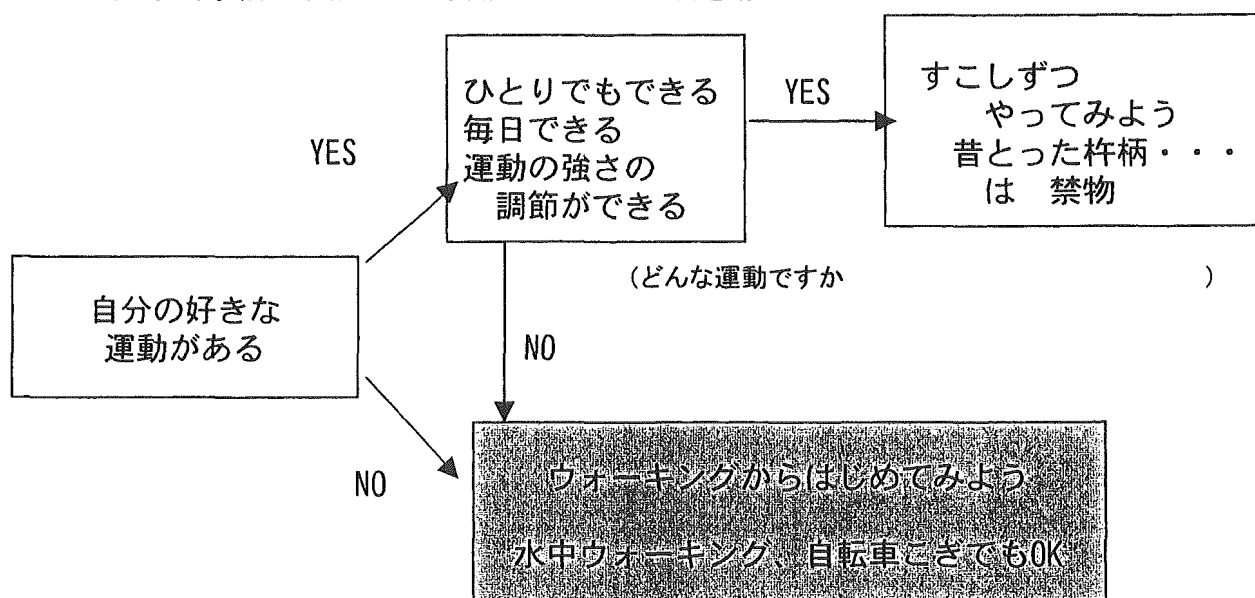 ひとりでもできる
毎日できる
運動の強さの
調節ができる
YES
すこしずつ
やってみよう
昔とった杵柄・・・
は 禁物
YES
(どんな運動ですか )
自分の好きな
運動がある
NO
NO
ウォーキングからはじめてみよう
水中ウォーキング、自転車こぎでもOK